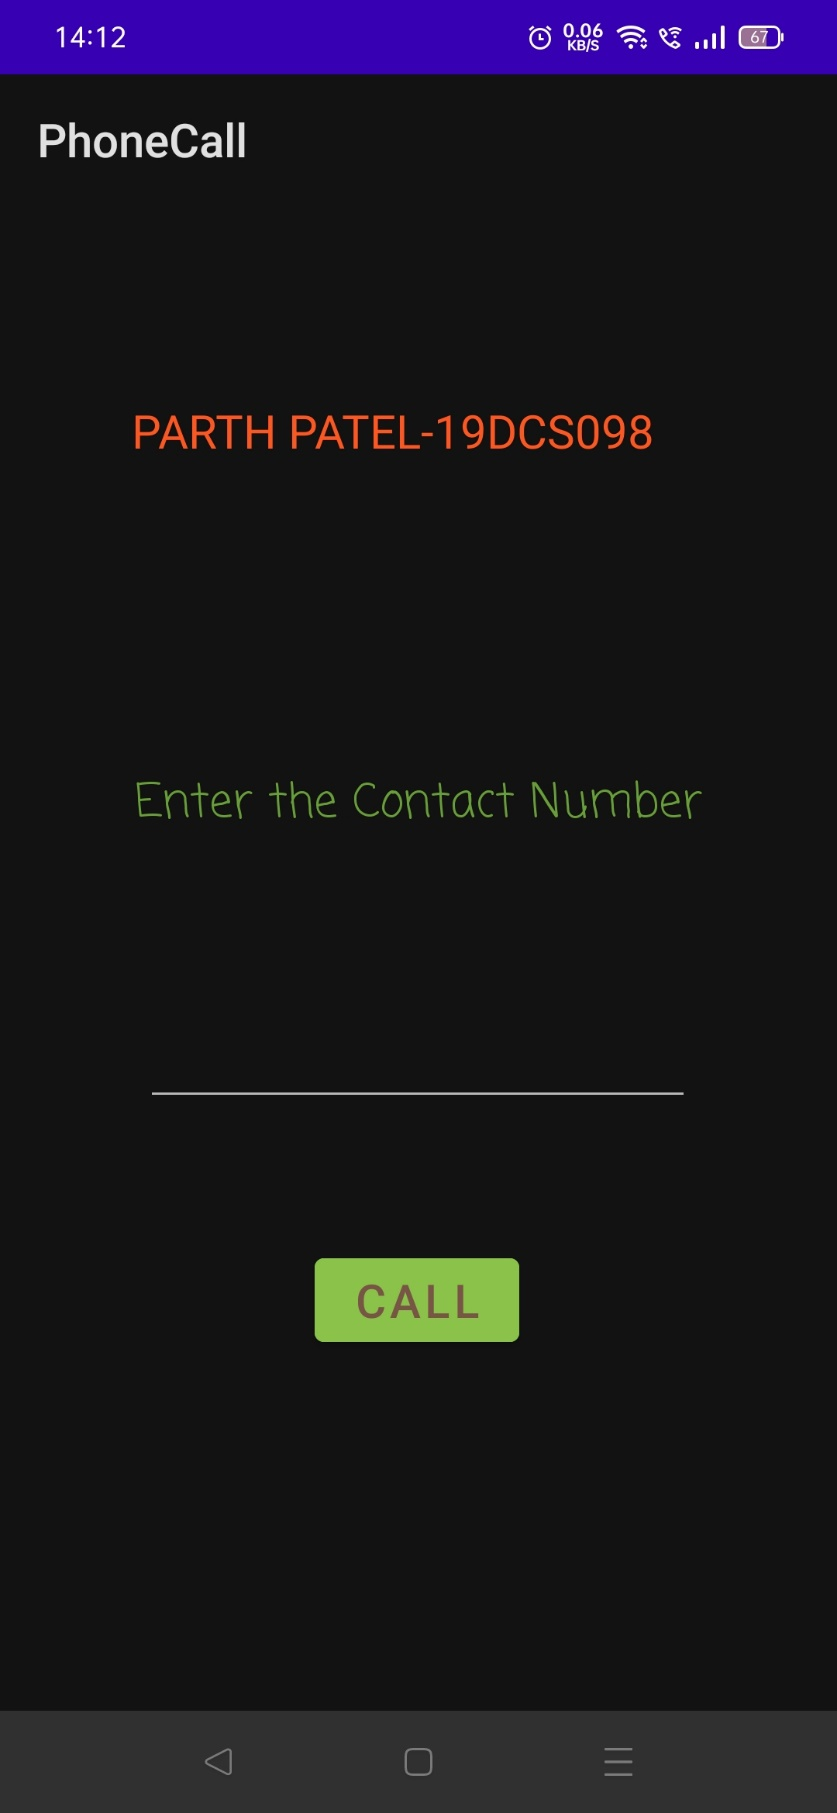 14:12 0.06 KB/S 67
PhoneCall
PARTH PATEL-19DCS098
Enter the Contact Number
CALL